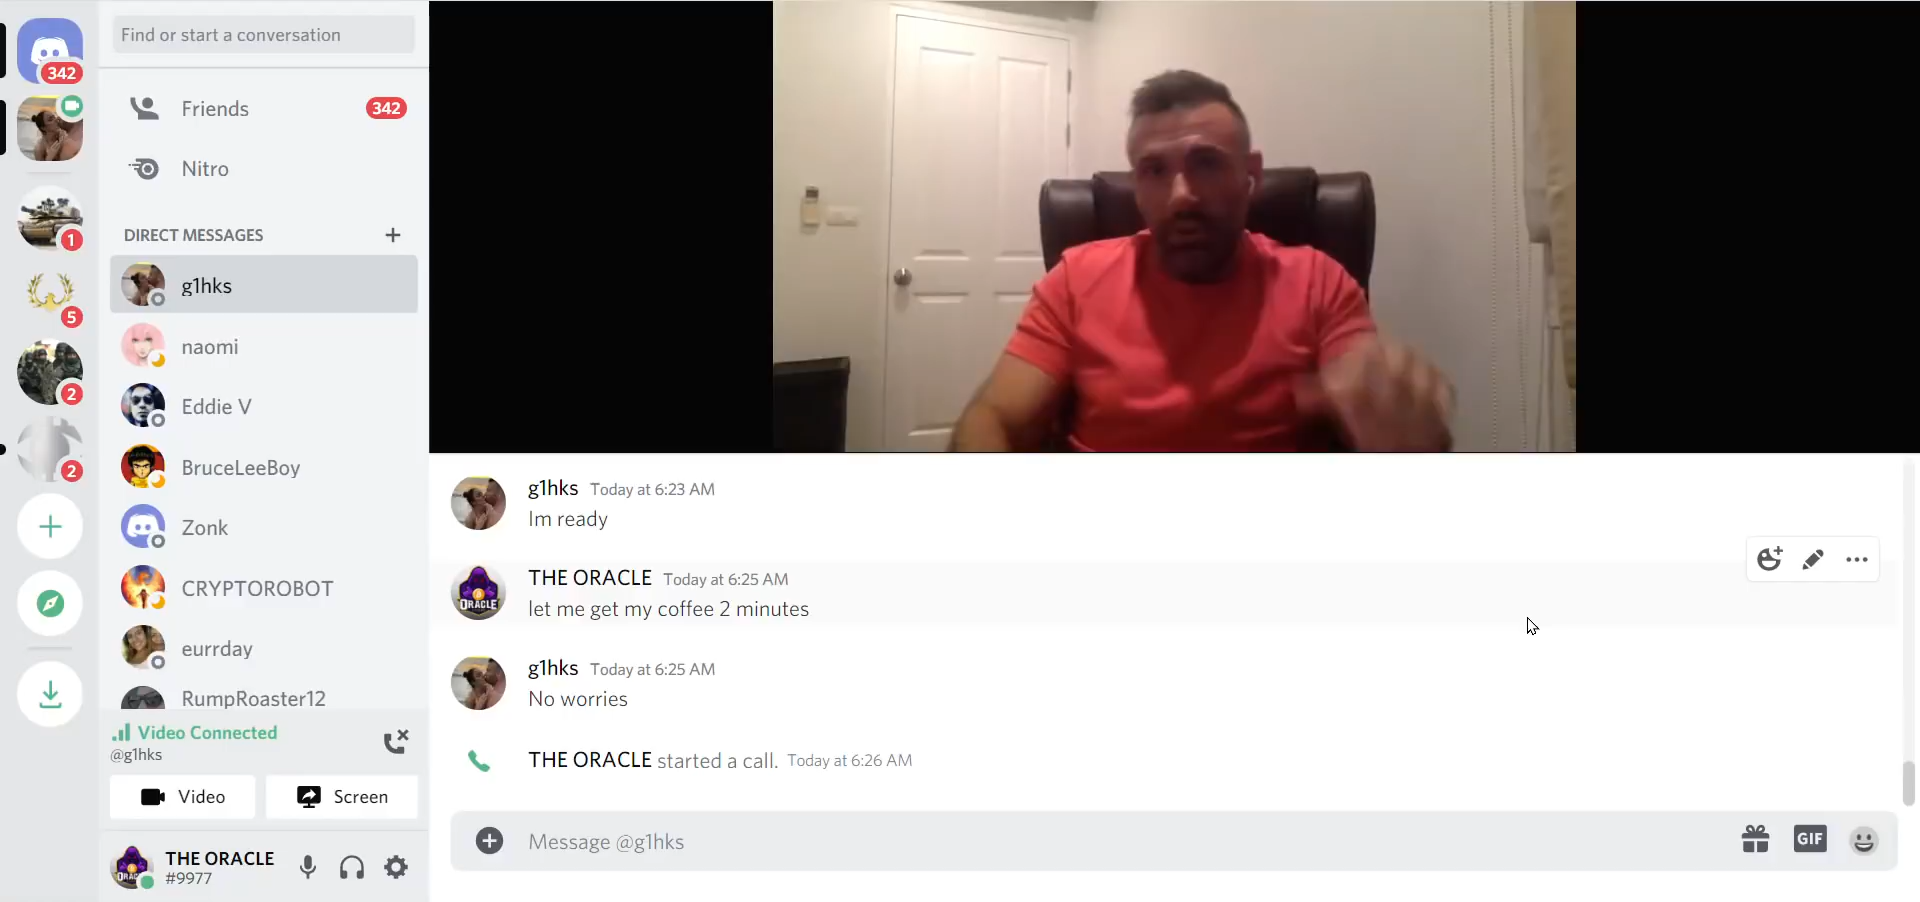 Find or start a conversation
342
Friends
342
Nitro
1
DIRECT MESSAGES
5
g1hks
naomi
2
Eddie V
BruceLeeBoy
2
Zonk
CRYPTOROBOT
eurrday
RumpRoaster12
Video Connected
@g1hks
Video
Screen
THE ORACLE
#9977
g1hks Today at 6:23 AM
Im ready
THE ORACLE Today at 6:25 AM
let me get my coffee 2 minutes
ORACLE
g1hks Today at 6:25 AM
No worries
THE ORACLE started a call. Today at 6:26 AM
Message @g1hks
GIF